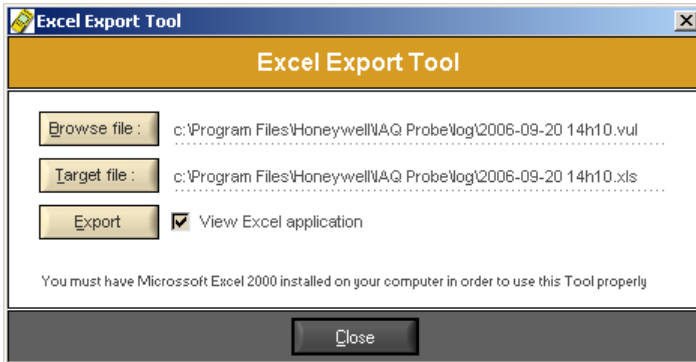 Excel Export Tool
Excel Export Tool
Browse file : c:\Program Files\Honeywell\IAQ Probe\log\2006-09-20 14h10.vul
Target file : c:\Program Files\Honeywell\IAQ Probe\log\2006-09-20 14h10.xls
Export View Excel application
You must have Microssoft Excel 2000 installed on your computer in order to use this Tool properly
Close